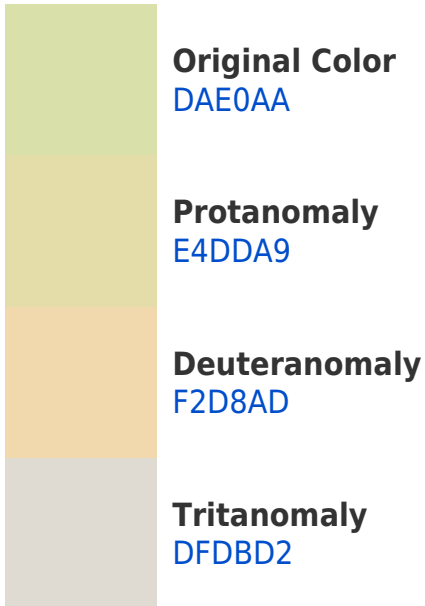 Original Color
DAE0AA
Protanomaly
E4DDA9
Deuteranomaly
F2D8AD
Tritanomaly
DFDBD2